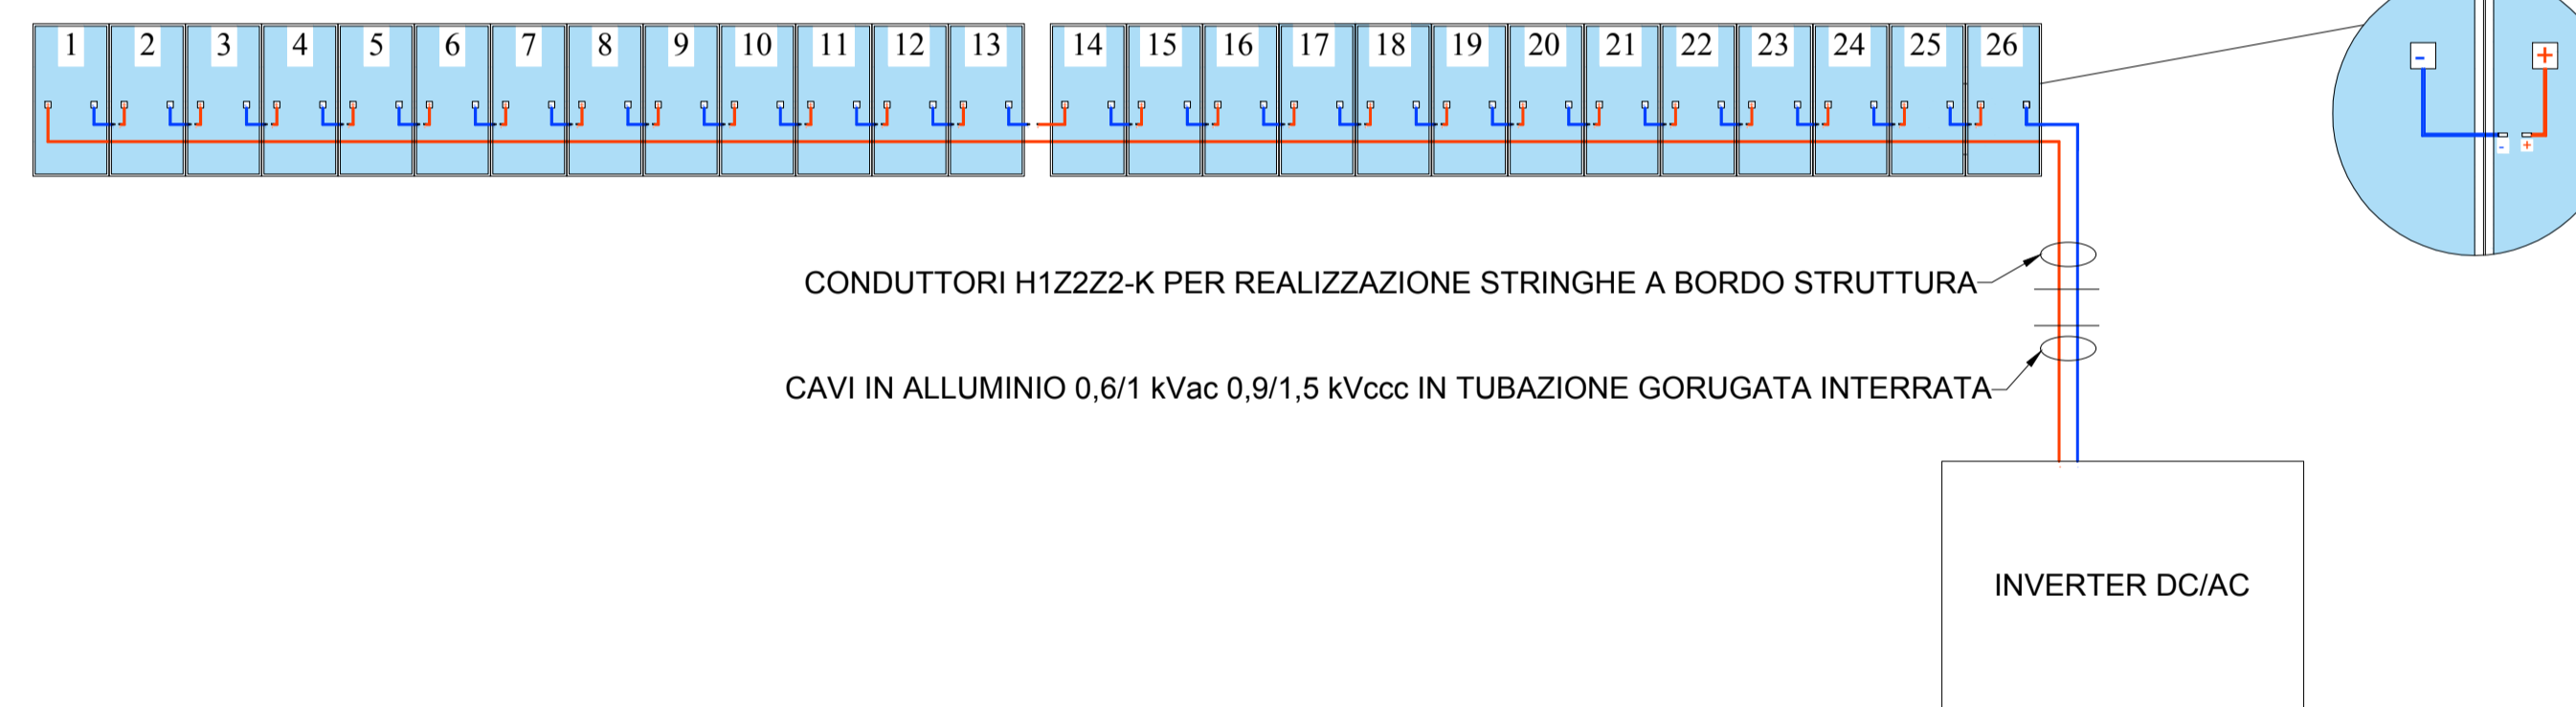 1 2 3 4 5 6 7 8 9 10 11 12 13 14 15 16 17 18 19 20 21 22 23 24 25 26
- +
- +
CONDUTTORI H1Z2Z2-K PER REALIZZAZIONE STRINGHE A BORDO STRUTTURA
CAVI IN ALLUMINIO 0,6/1 kVac 0,9/1,5 kVccc IN TUBAZIONE GORUGATA INTERRATA
INVERTER DC/AC